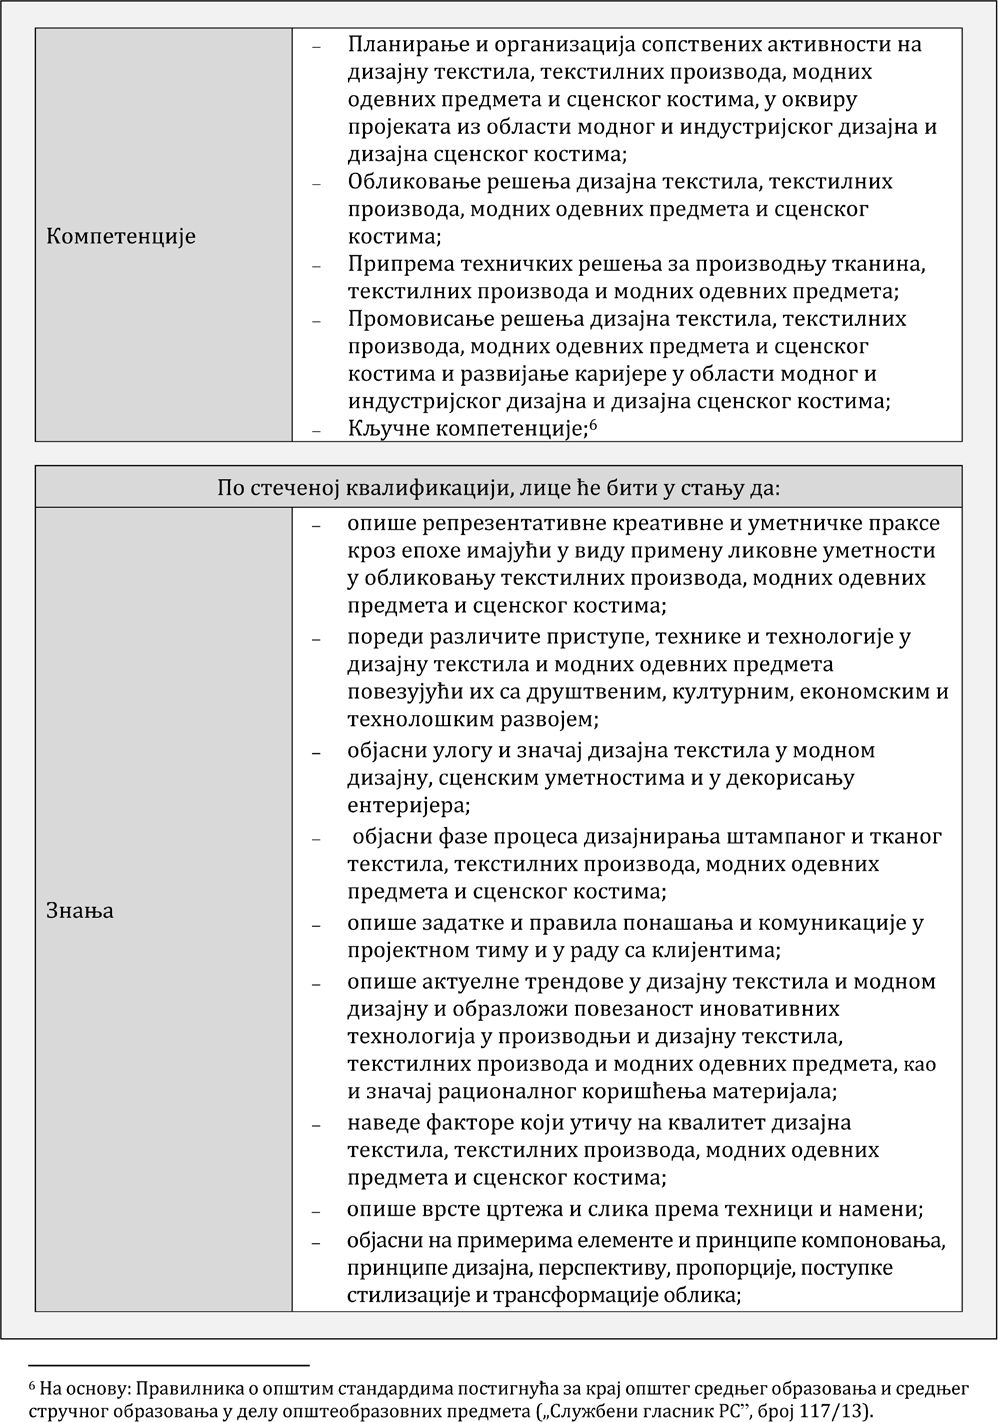 – Планирање и организација сопствених активности на
дизајну текстила, текстилних производа, модних
одевних предмета и сценског костима, у оквиру
пројеката из области модног и индустријског дизајна и
дизајна сценског костима;
– Обликовање решења дизајна текстила, текстилних
производа, модних одевних предмета и сценског
костима;
Компетенције
– Припрема техничких решења за производњу тканина,
текстилних производа и модних одевних предмета;
– Промовисање решења дизајна текстила, текстилних
производа, модних одевних предмета и сценског
костима и развијање каријере у области модног и
индустријског дизајна и дизајна сценског костима;
– Кључне компетенције;⁶
По стеченој квалификацији, лице ће бити у стању да:
– опише репрезентативне креативне и уметничке праксе
кроз епохе имајући у виду примену ликовне уметности
у обликовању текстилних производа, модних одевних
предмета и сценског костима;
– пореди различите приступе, технике и технологије у
дизајну текстила и модних одевних предмета
повезујући их са друштвеним, културним, економским и
технолошким развојем;
– објасни улогу и значај дизајна текстила у модном
дизајну, сценским уметностима и у декорисању
ентеријера;
– објасни фазе процеса дизајнирања штампаног и тканог
текстила, текстилних производа, модних одевних
предмета и сценског костима;
Знања
– опише задатке и правила понашања и комуникације у
пројектном тиму и у раду са клијентима;
– опише актуелне трендове у дизајну текстила и модном
дизајну и образложи повезаност иновативних
технологија у производњи и дизајну текстила,
текстилних производа и модних одевних предмета, као
и значај рационалног коришћења материјала;
– наведе факторе који утичу на квалитет дизајна
текстила, текстилних производа, модних одевних
предмета и сценског костима;
– опише врсте цртежа и слика према техници и намени;
– објасни на примерима елементе и принципе компоновања,
принципе дизајна, перспективу, пропорције, поступке
стилизације и трансформације облика;
⁶ На основу: Правилника о општим стандардима постигнућа за крај општег средњег образовања и средњег
стручног образовања у делу општеобразовних предмета („Службени гласник РС”, број 117/13).